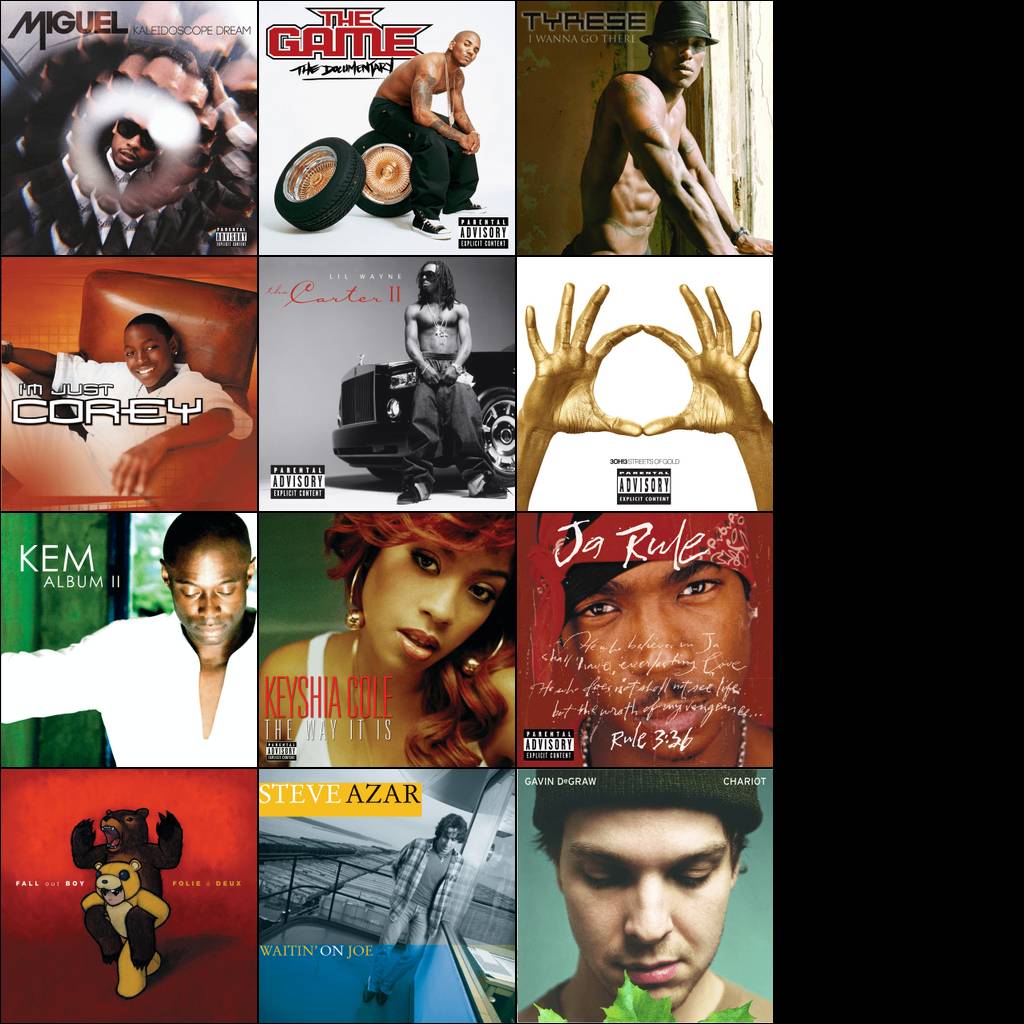 MIGUEL KALEIDOSCOPE DREAM
PARENTAL
ADVISORY
EXPLICIT CONTENT
THE
GAME
THE DOCUMENTARY
PARENTAL
ADVISORY
EXPLICIT CONTENT
TYRESE
I WANNA GO THERE
I'M JUST
COREY
LIL WAYNE
tha Carter II
PARENTAL
ADVISORY
EXPLICIT CONTENT
3OH!3 STREETS OF GOLD
PARENTAL
ADVISORY
EXPLICIT CONTENT
KEM
ALBUM II
KEYSHIA COLE
THE WAY IT IS
PARENTAL
ADVISORY
EXPLICIT CONTENT
Ja Rule
He who believes in Ja
shall have everlasting Love
He who does not shall not see life
but the wrath of my vengeance...
Rule 3:36
PARENTAL
ADVISORY
EXPLICIT CONTENT
FALL out BOY
FOLIE à DEUX
STEVE AZAR
WAITIN' ON JOE
GAVIN DeGRAW
CHARIOT